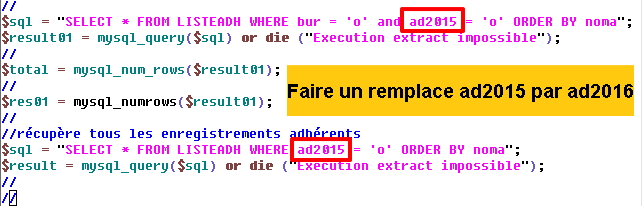 //
$sql = "SELECT * FROM LISTEADH WHERE bur = 'o' and ad2015 = 'o' ORDER BY noma";
$result01 = mysql_query($sql) or die ("Execution extract impossible");
//
$total = mysql_num_rows($result01);
//
$res01 = mysql_numrows($result01);
Faire un remplace ad2015 par ad2016
//
//récupère tous les enregistrements adhérents
$sql = "SELECT * FROM LISTEADH WHERE ad2015 = 'o' ORDER BY noma";
$result = mysql_query($sql) or die ("Execution extract impossible");
//
//